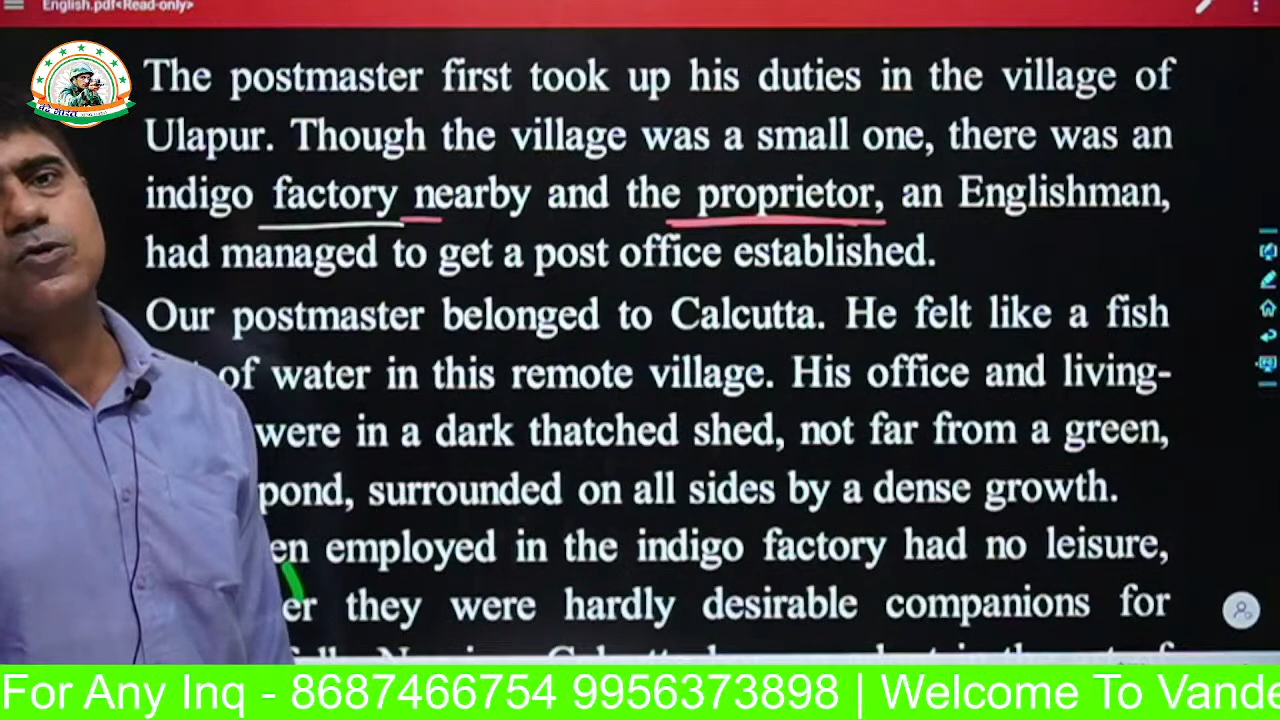 English.pdf<Read-only>
The postmaster first took up his duties in the village of
Ulapur. Though the village was a small one, there was an
indigo factory nearby and the proprietor, an Englishman,
had managed to get a post office established.
Our postmaster belonged to Calcutta. He felt like a fish
of water in this remote village. His office and living-
were in a dark thatched shed, not far from a green,
pond, surrounded on all sides by a dense growth.
en employed in the indigo factory had no leisure,
er they were hardly desirable companions for
For Any Inq - 8687466754 9956373898 | Welcome To Vande